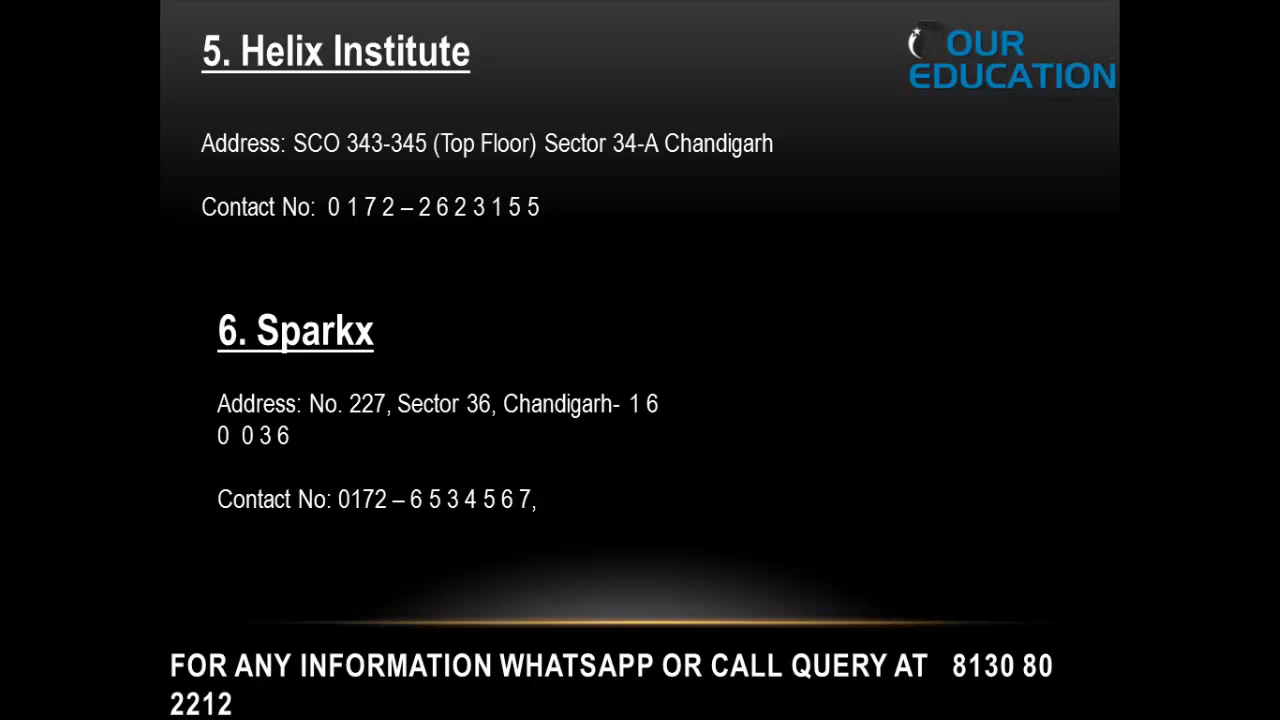 5. Helix Institute
OUR
EDUCATION
Address: SCO 343-345 (Top Floor) Sector 34-A Chandigarh
Contact No: 0 1 7 2 – 2 6 2 3 1 5 5
6. Sparkx
Address: No. 227, Sector 36, Chandigarh- 1 6
0 0 3 6
Contact No: 0172 – 6 5 3 4 5 6 7,
FOR ANY INFORMATION WHATSAPP OR CALL QUERY AT 8130 80
2212